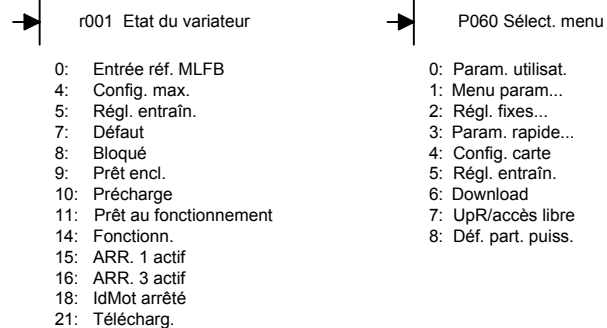 r001 Etat du variateur
0: Entrée réf. MLFB
4: Config. max.
5: Régl. entraîn.
7: Défaut
8: Bloqué
9: Prêt encl.
10: Précharge
11: Prêt au fonctionnement
14: Fonctionn.
15: ARR. 1 actif
16: ARR. 3 actif
18: IdMot arrêté
21: Télécharg.
P060 Sélect. menu
0: Param. utilisat.
1: Menu param...
2: Régl. fixes...
3: Param. rapide...
4: Config. carte
5: Régl. entraîn.
6: Download
7: UpR/accès libre
8: Déf. part. puiss.